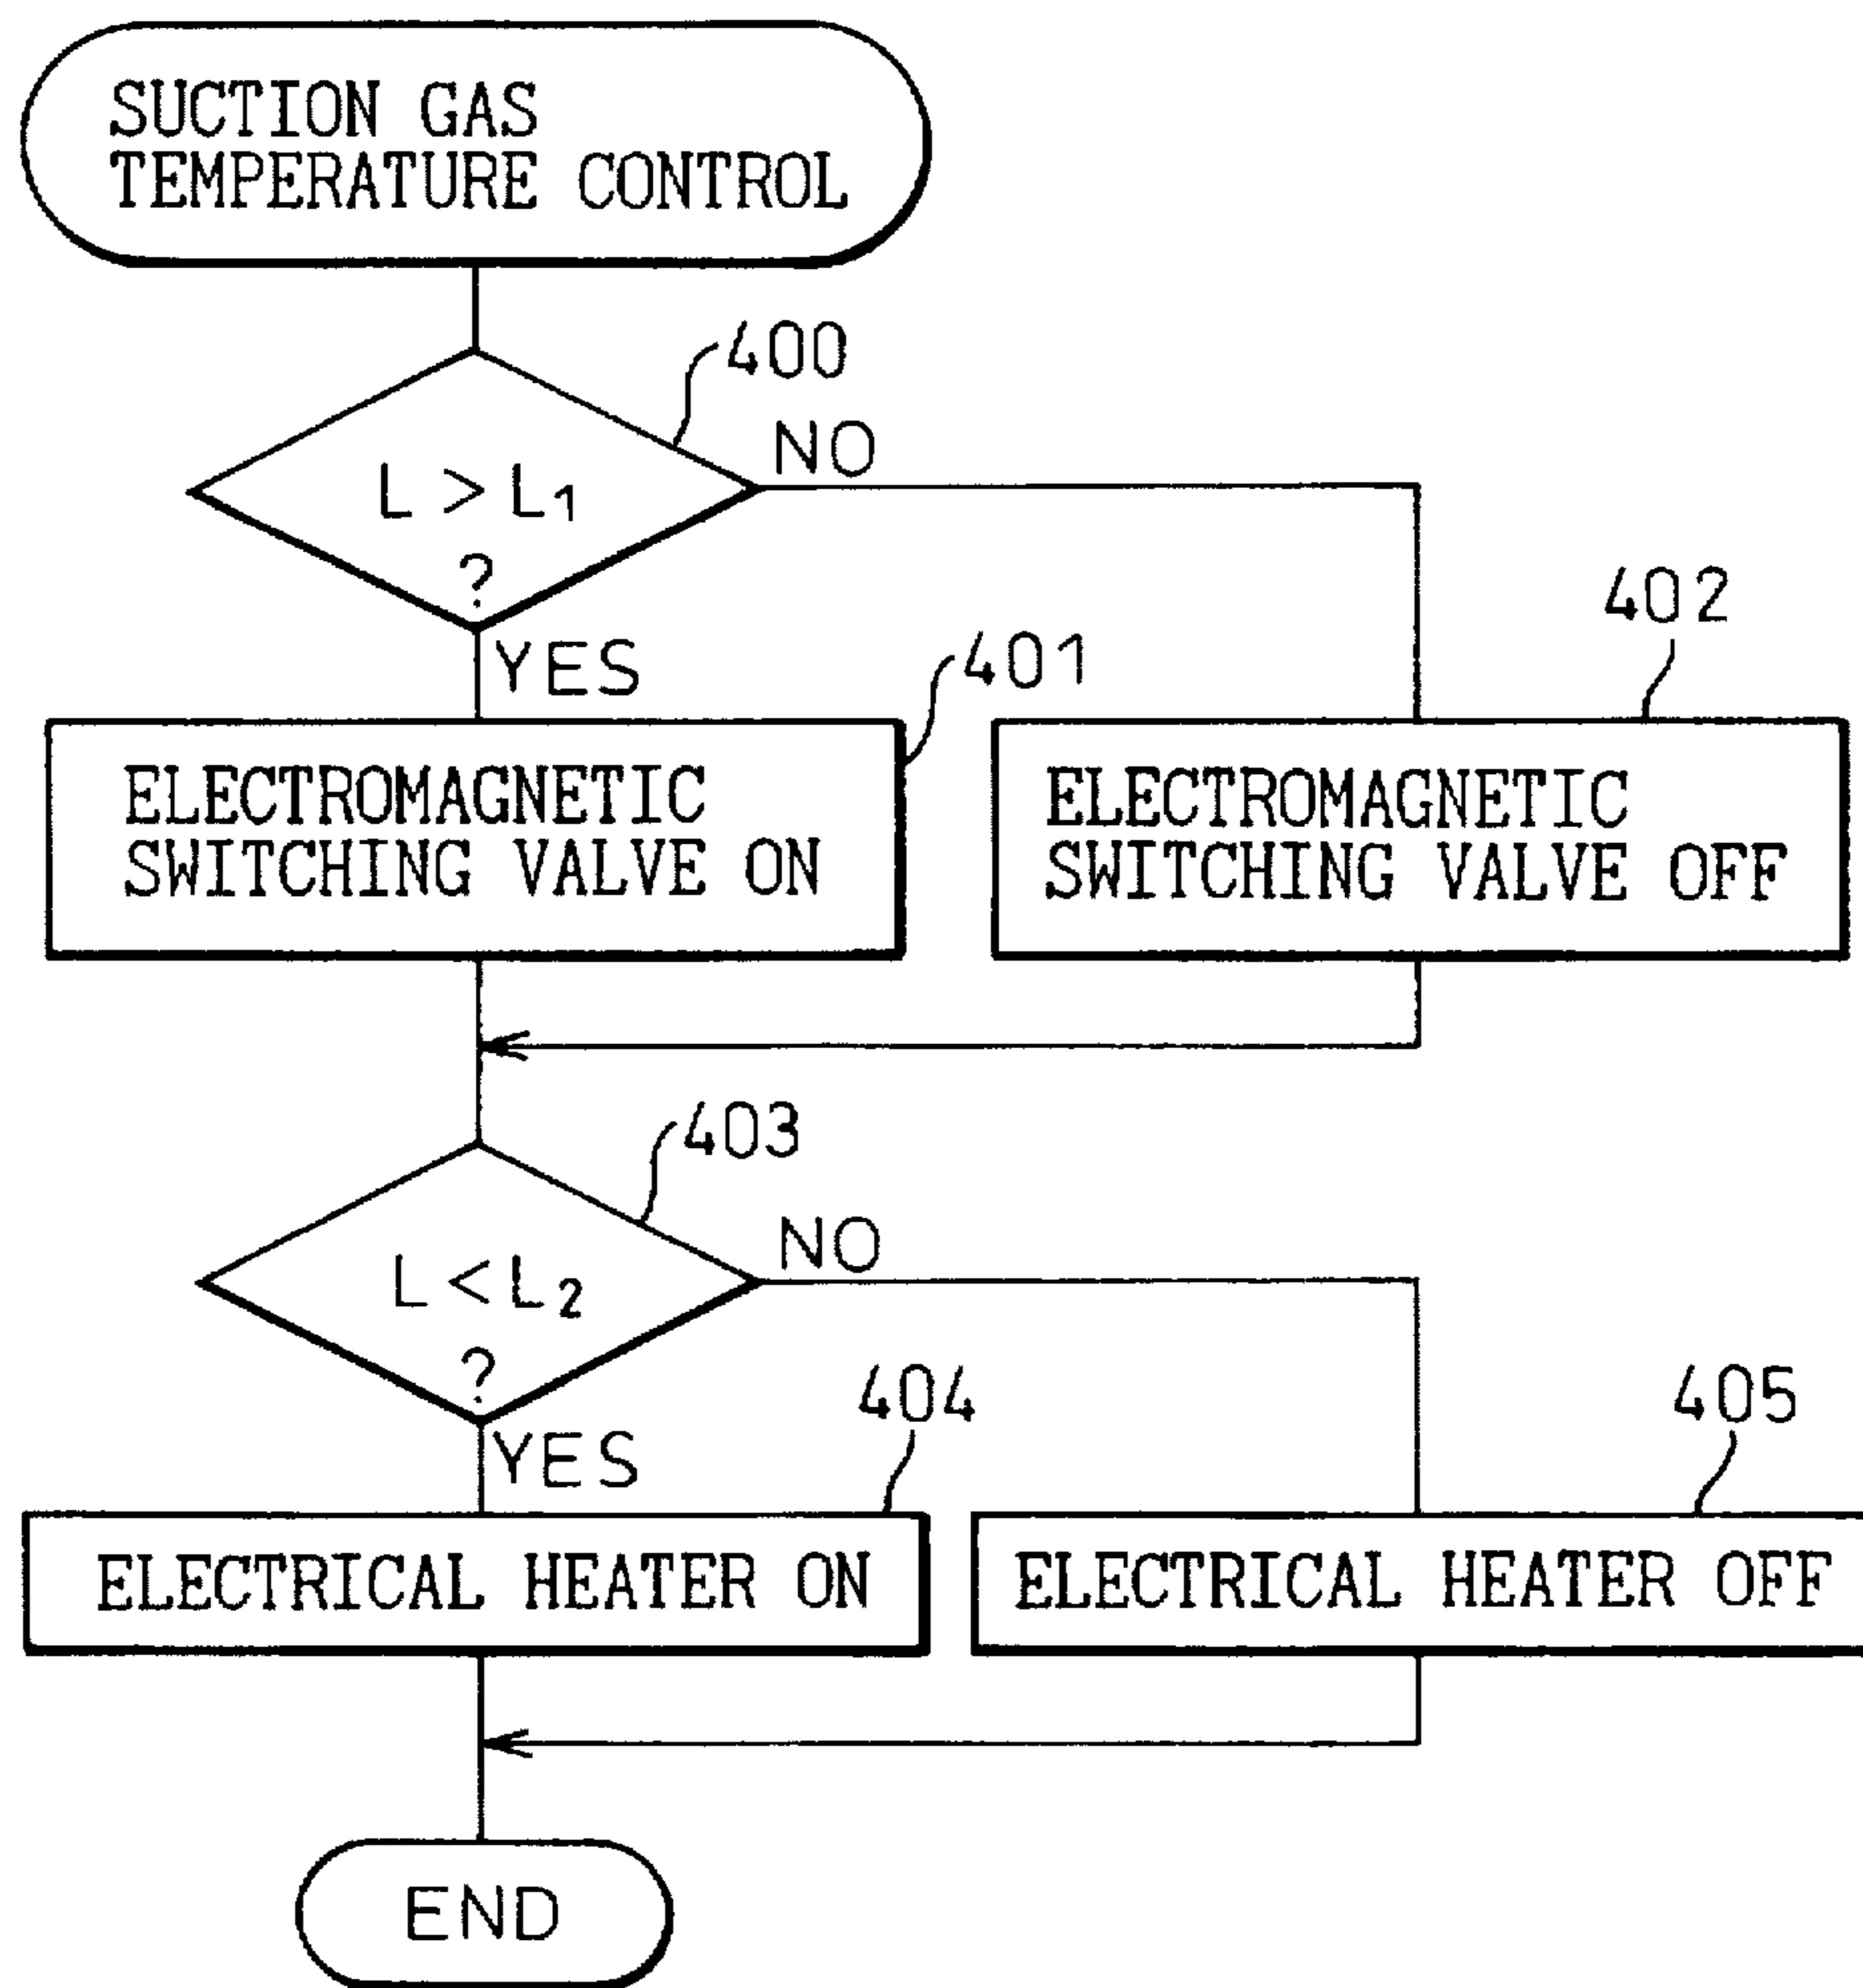 SUCTION GAS
TEMPERATURE CONTROL
400
L > L₁
?
NO
YES
401
402
ELECTROMAGNETIC
SWITCHING VALVE ON
ELECTROMAGNETIC
SWITCHING VALVE OFF
403
L < L₂
?
NO
YES
404
405
ELECTRICAL HEATER ON
ELECTRICAL HEATER OFF
END